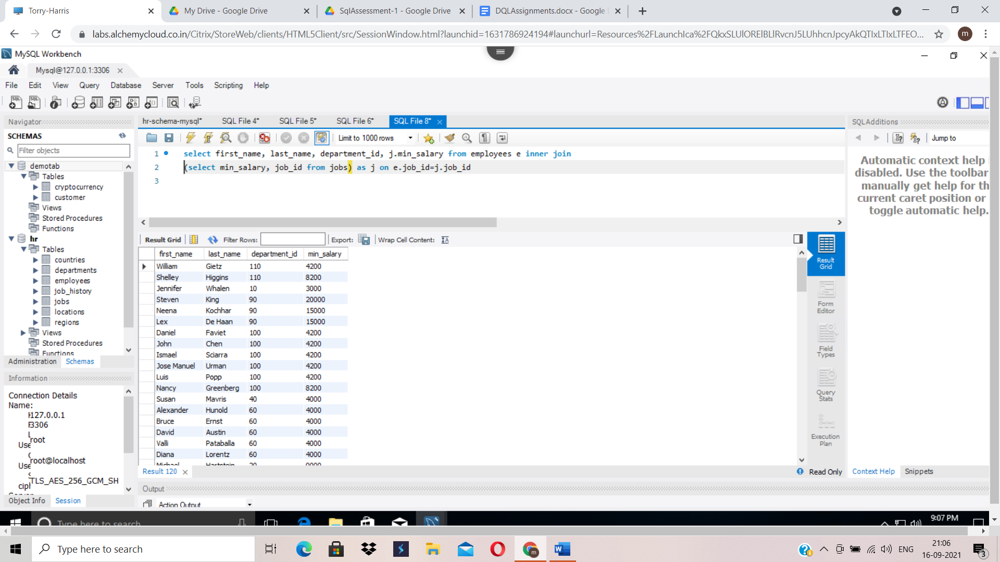 Torry-Harris
My Drive - Google Drive
SqlAssessment-1 - Google Drive
DQLAssignments.docx - Google
labs.alchemycloud.co.in/Citrix/StoreWeb/clients/HTML5Client/src/SessionWindow.html?launchid=1631786924194#launchurl=Resources%2FLaunchIca%2FQkxSLUlORElBLlRvcnJ5LUhhcnJpcyAkQTIxLTIxLTFEO...
m
MySQL Workbench
Mysql@127.0.0.1:3306
File Edit View Query Database Server Tools Scripting Help
Navigator
SCHEMAS
Filter objects
demotab
Tables
cryptocurrency
customer
Views
Stored Procedures
Functions
hr
Tables
countries
departments
employees
job_history
jobs
locations
regions
Views
Stored Procedures
Functions
Administration Schemas
Information
Connection Details
Name:
127.0.0.1
3306
root
Use
root@localhost
Use
TLS_AES_256_GCM_SH
ciph
Object Info Session
hr-schema-mysql* SQL File 4* SQL File 5* SQL File 6* SQL File 8*
Limit to 1000 rows
1 select first_name, last_name, department_id, j.min_salary from employees e inner join
2 (select min_salary, job_id from jobs) as j on e.job_id=j.job_id
3
Result Grid Filter Rows: Export: Wrap Cell Content:
first_name last_name department_id min_salary
William Gietz 110 4200
Shelley Higgins 110 8200
Jennifer Whalen 10 3000
Steven King 90 20000
Neena Kochhar 90 15000
Lex De Haan 90 15000
Daniel Faviet 100 4200
John Chen 100 4200
Ismael Sciarra 100 4200
Jose Manuel Urman 100 4200
Luis Popp 100 4200
Nancy Greenberg 100 8200
Susan Mavris 40 4000
Alexander Hunold 60 4000
Bruce Ernst 60 4000
David Austin 60 4000
Valli Pataballa 60 4000
Diana Lorentz 60 4000
Michael Hartstein 20 9000
Result 120
Read Only
Output
Action Output
Result
Grid
Form
Editor
Field
Types
Query
Stats
Execution
Plan
SQLAdditions
Jump to
Automatic context help
disabled. Use the toolbar
manually get help for th
current caret position or
toggle automatic help.
Context Help Snippets
Type here to search
9:07 PM
Type here to search
ENG
21:06
16-09-2021
3